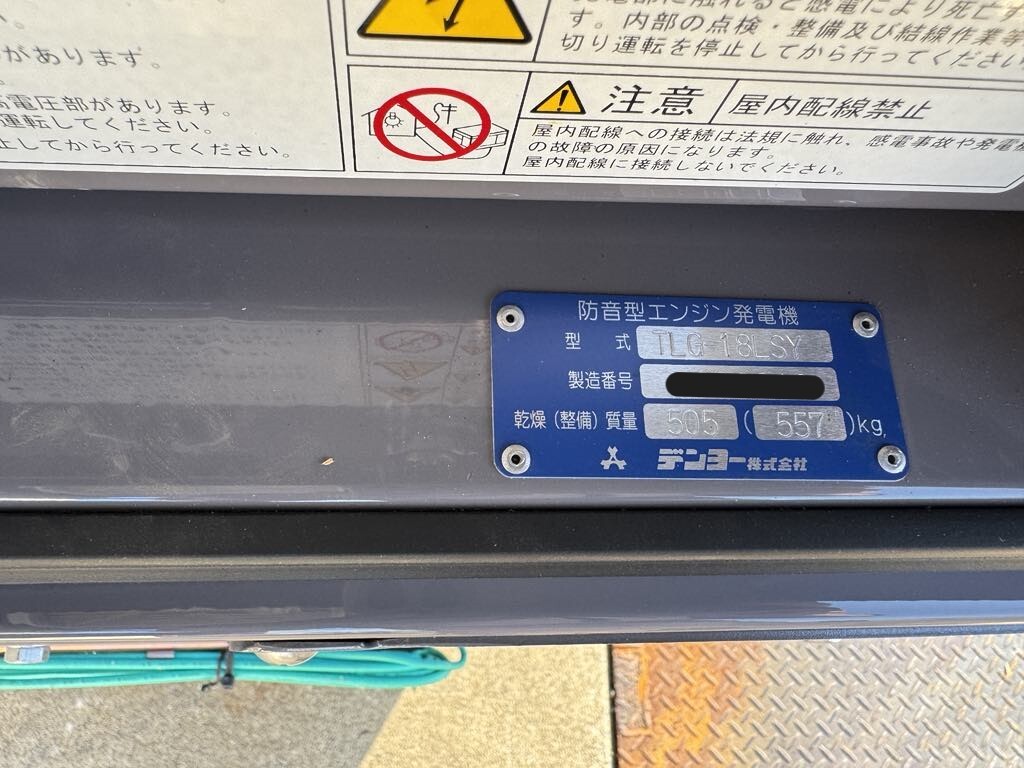 があります。
高電圧部があります。
運転してください。
止してから行ってください。
す。内部の点検・整備及び結線作業等
切り運転を停止してから行ってください
注意 屋内配線禁止
屋内配線への接続は法規に触れ、感電事故や発電機
の故障の原因になります。
屋内配線に接続しないでください。
防音型エンジン発電機
型 式 TLG-18LSY
製造番号
乾燥(整備)質量 505 (557)kg
デンヨー株式会社